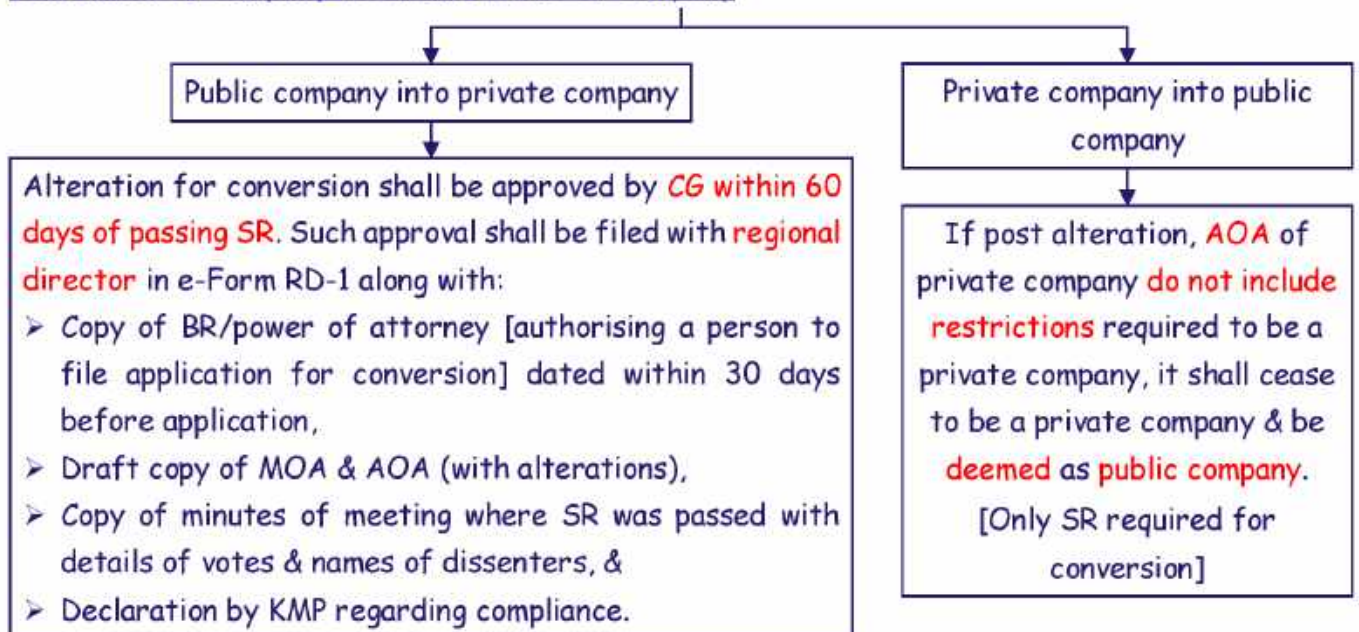 Public company into private company
Alteration for conversion shall be approved by CG within 60
days of passing SR. Such approval shall be filed with regional
director in e-Form RD-1 along with:
➤ Copy of BR/power of attorney [authorising a person to
file application for conversion] dated within 30 days
before application,
➤ Draft copy of MOA & AOA (with alterations),
➤ Copy of minutes of meeting where SR was passed with
details of votes & names of dissenters, &
➤ Declaration by KMP regarding compliance.
Private company into public
company
If post alteration, AOA of
private company do not include
restrictions required to be a
private company, it shall cease
to be a private company & be
deemed as public company.
[Only SR required for
conversion]